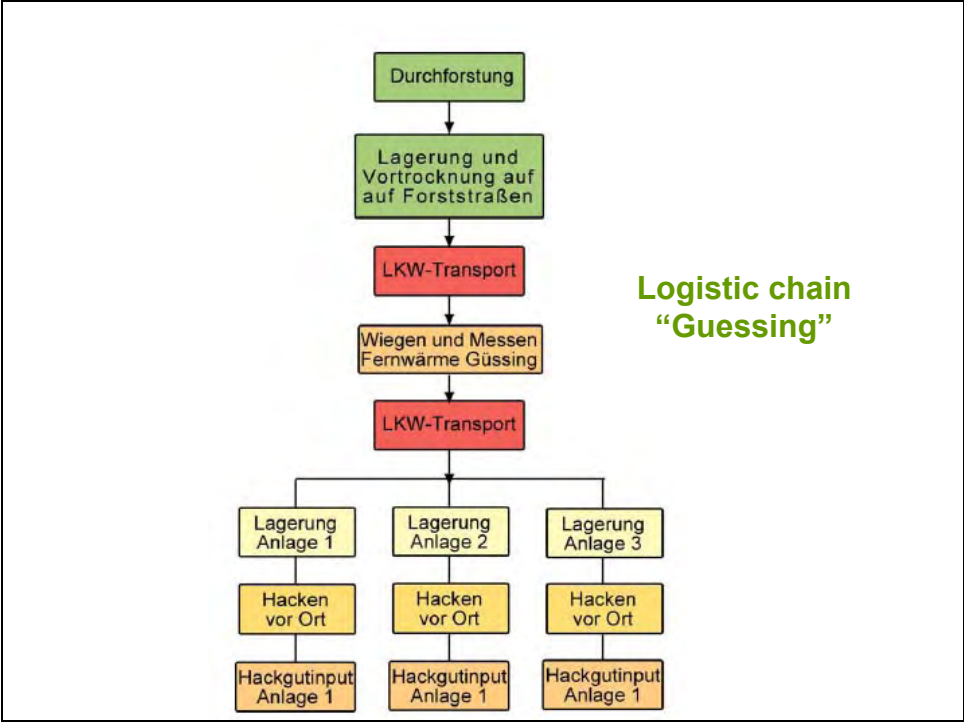 Durchforstung
Lagerung und
Vortrocknung auf
auf Forststraßen
LKW-Transport
Wiegen und Messen
Fernwärme Güssing
LKW-Transport
Logistic chain
“Guessing”
Lagerung
Anlage 1
Lagerung
Anlage 2
Lagerung
Anlage 3
Hacken
vor Ort
Hacken
vor Ort
Hacken
vor Ort
Hackgutinput
Anlage 1
Hackgutinput
Anlage 1
Hackgutinput
Anlage 1